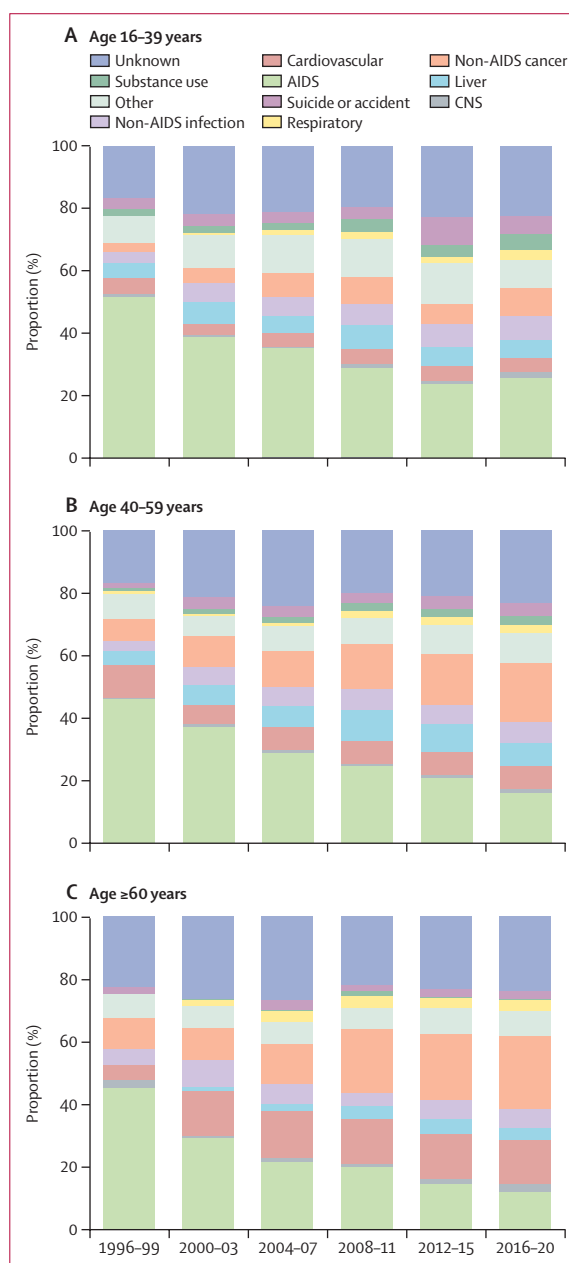 A Age 16–39 years
Unknown Cardiovascular Non-AIDS cancer
Substance use AIDS Liver
Other Suicide or accident CNS
Non-AIDS infection Respiratory
100
80
60
40
20
0
Proportion (%)
B Age 40–59 years
100
80
60
40
20
0
Proportion (%)
C Age ≥60 years
100
80
60
40
20
0
Proportion (%)
1996–99 2000–03 2004–07 2008–11 2012–15 2016–20